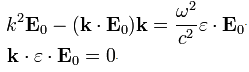 k²𝐄₀ − (𝐤 · 𝐄₀)𝐤 = ω²/c² ε · 𝐄₀
𝐤 · ε · 𝐄₀ = 0